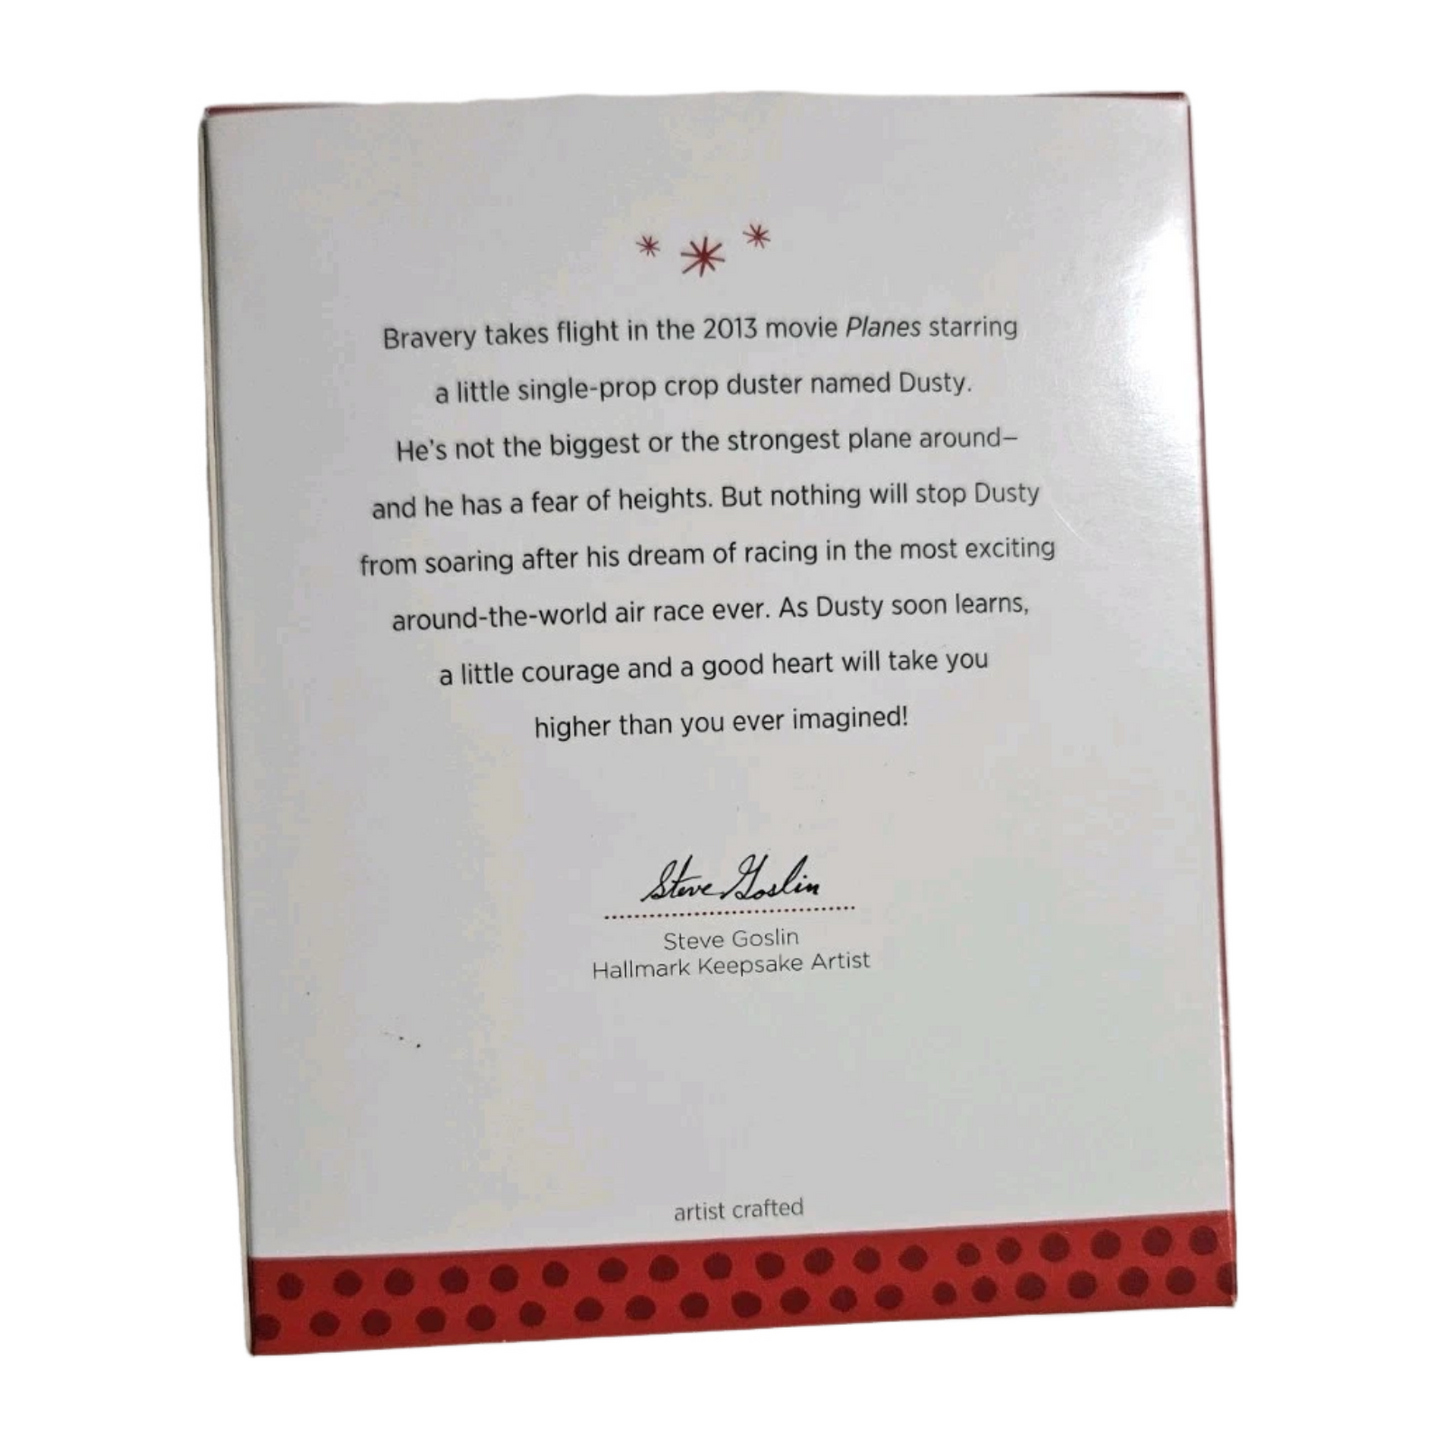 Bravery takes flight in the 2013 movie Planes starring
a little single-prop crop duster named Dusty.
He's not the biggest or the strongest plane around–
and he has a fear of heights. But nothing will stop Dusty
from soaring after his dream of racing in the most exciting
around-the-world air race ever. As Dusty soon learns,
a little courage and a good heart will take you
higher than you ever imagined!
Steve Goslin
Steve Goslin
Hallmark Keepsake Artist
artist crafted